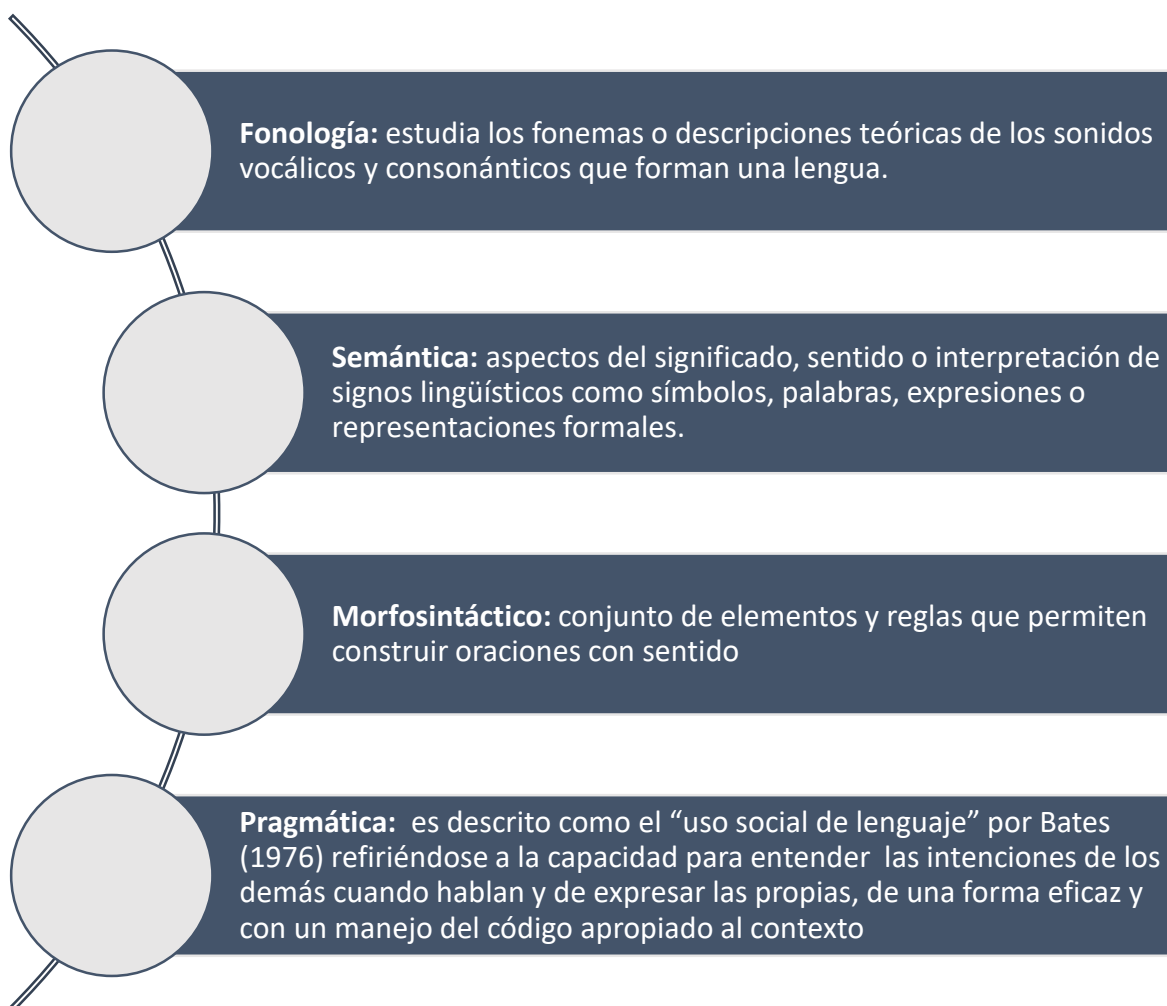 Fonología: estudia los fonemas o descripciones teóricas de los sonidos
vocálicos y consonánticos que forman una lengua.
Semántica: aspectos del significado, sentido o interpretación de
signos lingüísticos como símbolos, palabras, expresiones o
representaciones formales.
Morfosintáctico: conjunto de elementos y reglas que permiten
construir oraciones con sentido
Pragmática: es descrito como el “uso social de lenguaje” por Bates
(1976) refiriéndose a la capacidad para entender las intenciones de los
demás cuando hablan y de expresar las propias, de una forma eficaz y
con un manejo del código apropiado al contexto